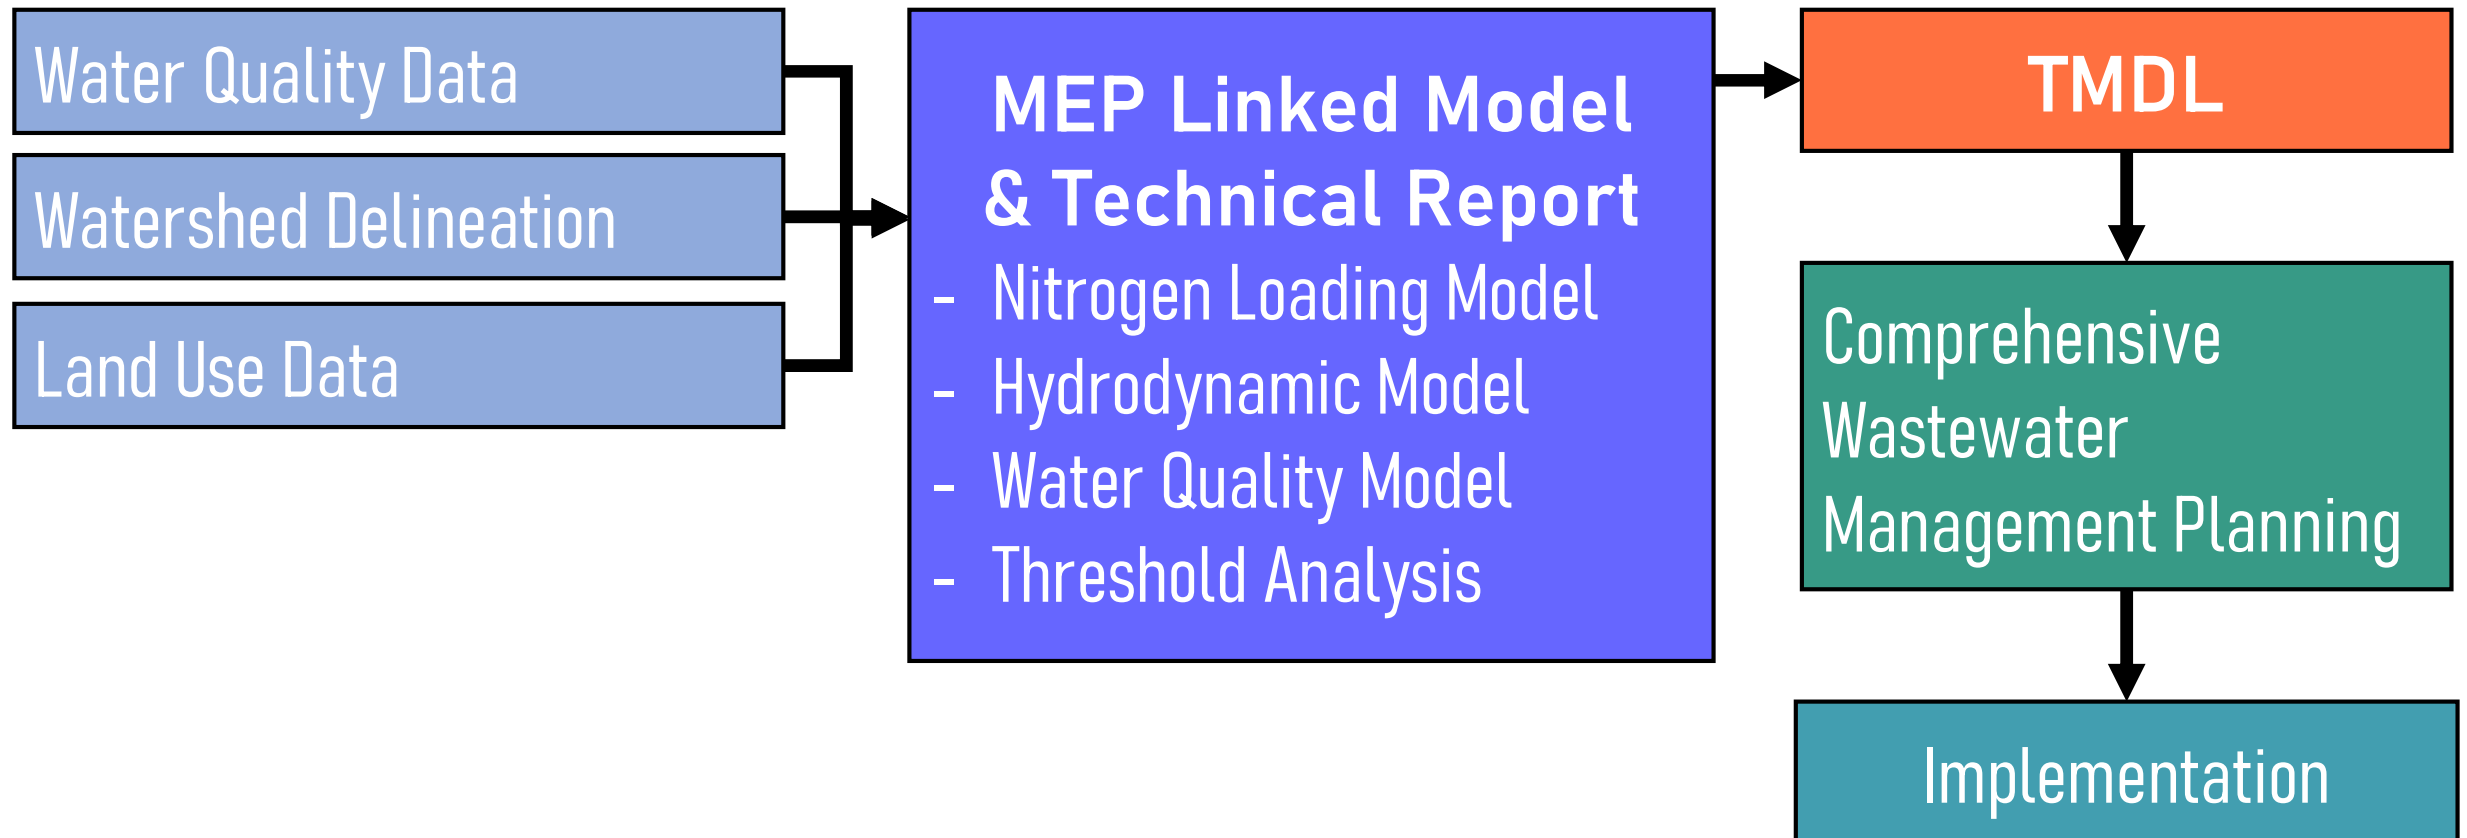 Water Quality Data
Watershed Delineation
Land Use Data
MEP Linked Model
& Technical Report
- Nitrogen Loading Model
- Hydrodynamic Model
- Water Quality Model
- Threshold Analysis
TMDL
Comprehensive
Wastewater
Management Planning
Implementation